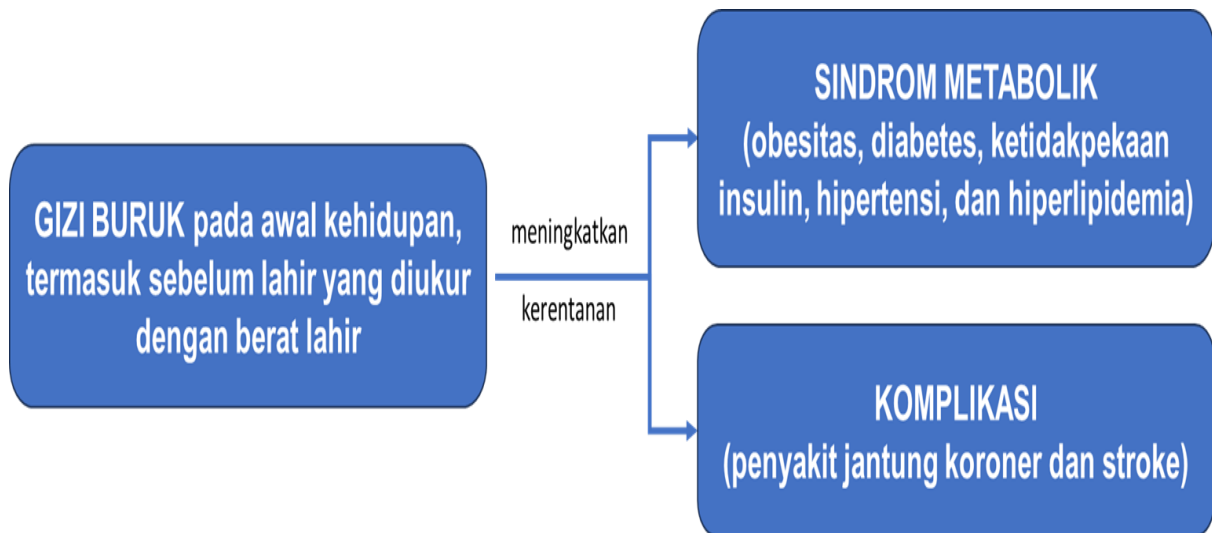 GIZI BURUK pada awal kehidupan,
termasuk sebelum lahir yang diukur
dengan berat lahir
meningkatkan
kerentanan
SINDROM METABOLIK
(obesitas, diabetes, ketidakpekaan
insulin, hipertensi, dan hiperlipidemia)
KOMPLIKASI
(penyakit jantung koroner dan stroke)